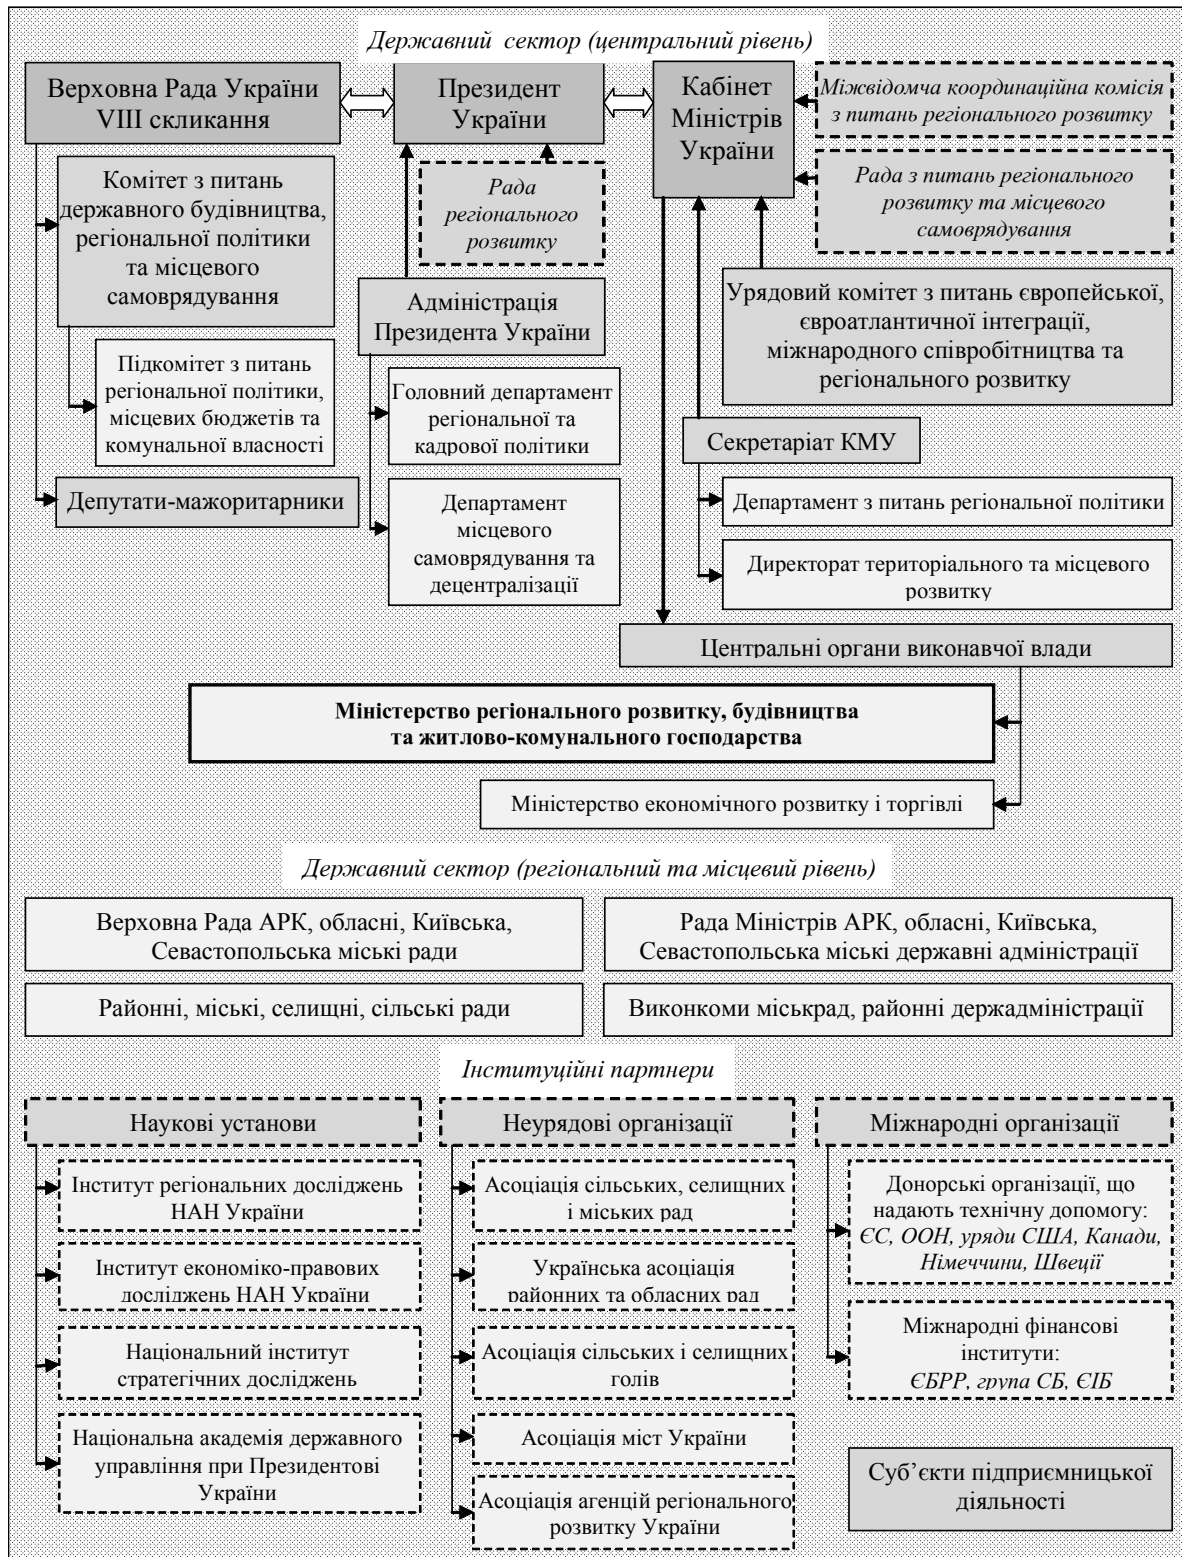 Державний сектор (центральний рівень)
Верховна Рада України
VIII скликання
Президент
України
Кабінет
Міністрів
України
Міжвідомча координаційна комісія
з питань регіонального розвитку
Рада з питань регіонального
розвитку та місцевого
самоврядування
Комітет з питань
державного будівництва,
регіональної політики
та місцевого
самоврядування
Рада
регіонального
розвитку
Урядовий комітет з питань європейської,
євроатлантичної інтеграції,
міжнародного співробітництва та
регіонального розвитку
Адміністрація
Президента України
Підкомітет з питань
регіональної політики,
місцевих бюджетів та
комунальної власності
Головний департамент
регіональної та
кадрової політики
Секретаріат КМУ
Депутати-мажоритарники
Департамент
місцевого
самоврядування та
децентралізації
Департамент з питань регіональної політики
Директорат територіального та місцевого
розвитку
Центральні органи виконавчої влади
Міністерство регіонального розвитку, будівництва
та житлово-комунального господарства
Міністерство економічного розвитку і торгівлі
Державний сектор (регіональний та місцевий рівень)
Верховна Рада АРК, обласні, Київська,
Севастопольська міські ради
Рада Міністрів АРК, обласні, Київська,
Севастопольська міські державні адміністрації
Районні, міські, селищні, сільські ради
Виконкоми міськрад, районні держадміністрації
Інституційні партнери
Наукові установи
Інститут регіональних досліджень
НАН України
Інститут економіко-правових
досліджень НАН України
Національний інститут
стратегічних досліджень
Національна академія державного
управління при Президентові
України
Неурядові організації
Асоціація сільських, селищних
і міських рад
Українська асоціація
районних та обласних рад
Асоціація сільських і селищних
голів
Асоціація міст України
Асоціація агенцій регіонального
розвитку України
Міжнародні організації
Донорські організації, що
надають технічну допомогу:
ЄС, ООН, уряди США, Канади,
Німеччини, Швеції
Міжнародні фінансові
інститути:
ЄБРР, група СБ, ЄІБ
Суб’єкти підприємницької
діяльності